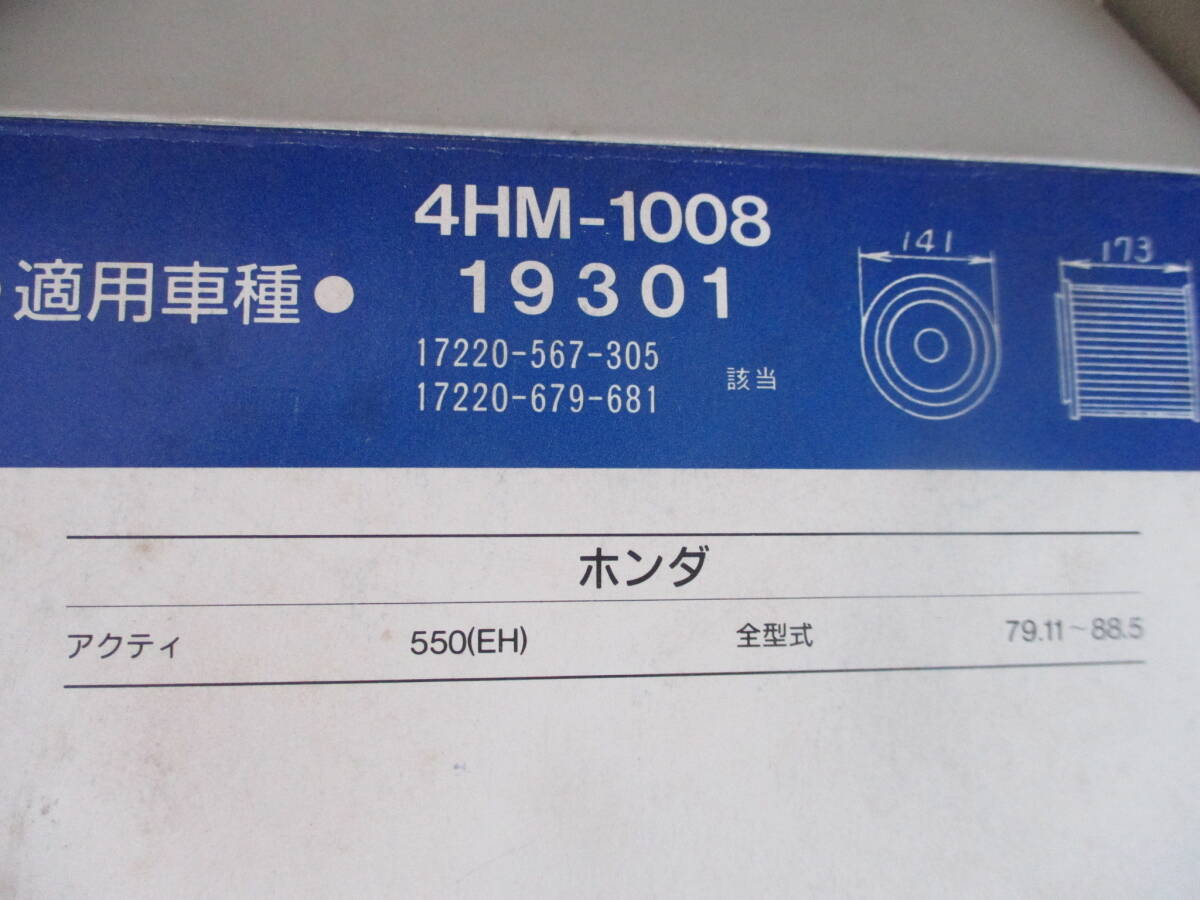 4HM-1008
●適用車種● 19301
17220-567-305
17220-679-681
該当
141
173
ホンダ
アクティ 550(EH) 全型式 79.11~88.5